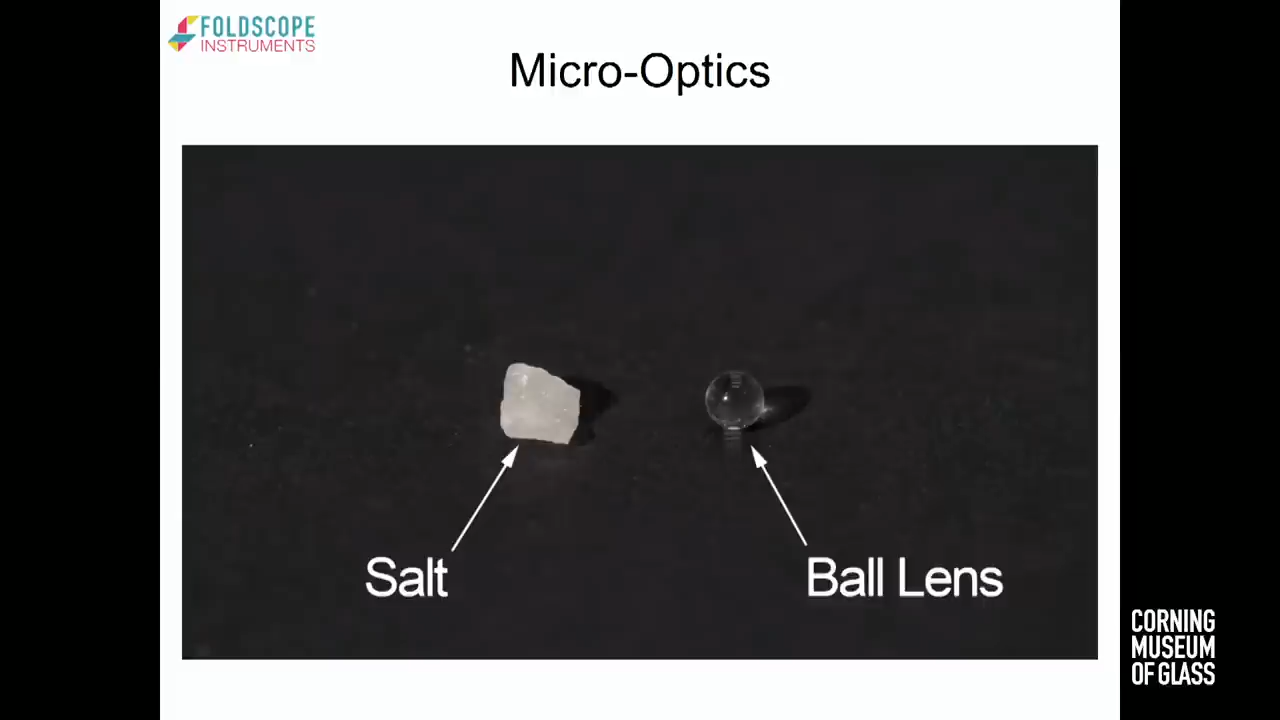 FOLDSCOPE
INSTRUMENTS
Micro-Optics
Salt
Ball Lens
CORNING
MUSEUM
OF GLASS